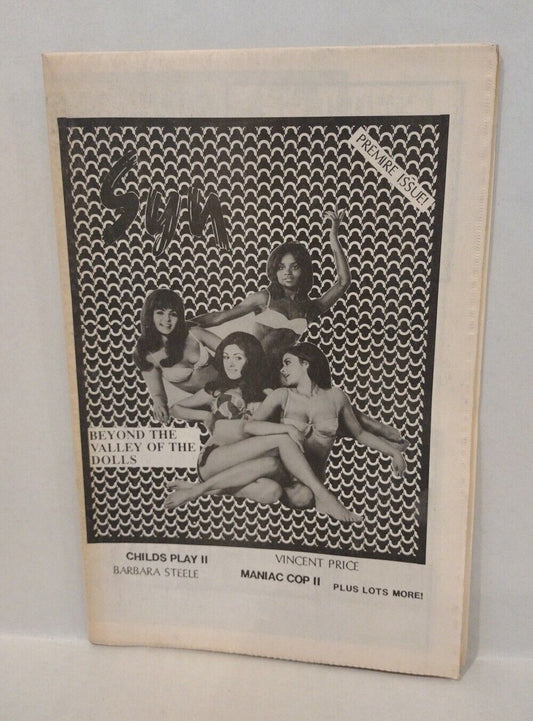 Syn
PREMIRE ISSUE!
BEYOND THE
VALLEY OF THE
DOLLS
CHILDS PLAY II
VINCENT PRICE
BARBARA STEELE
MANIAC COP II
PLUS LOTS MORE!